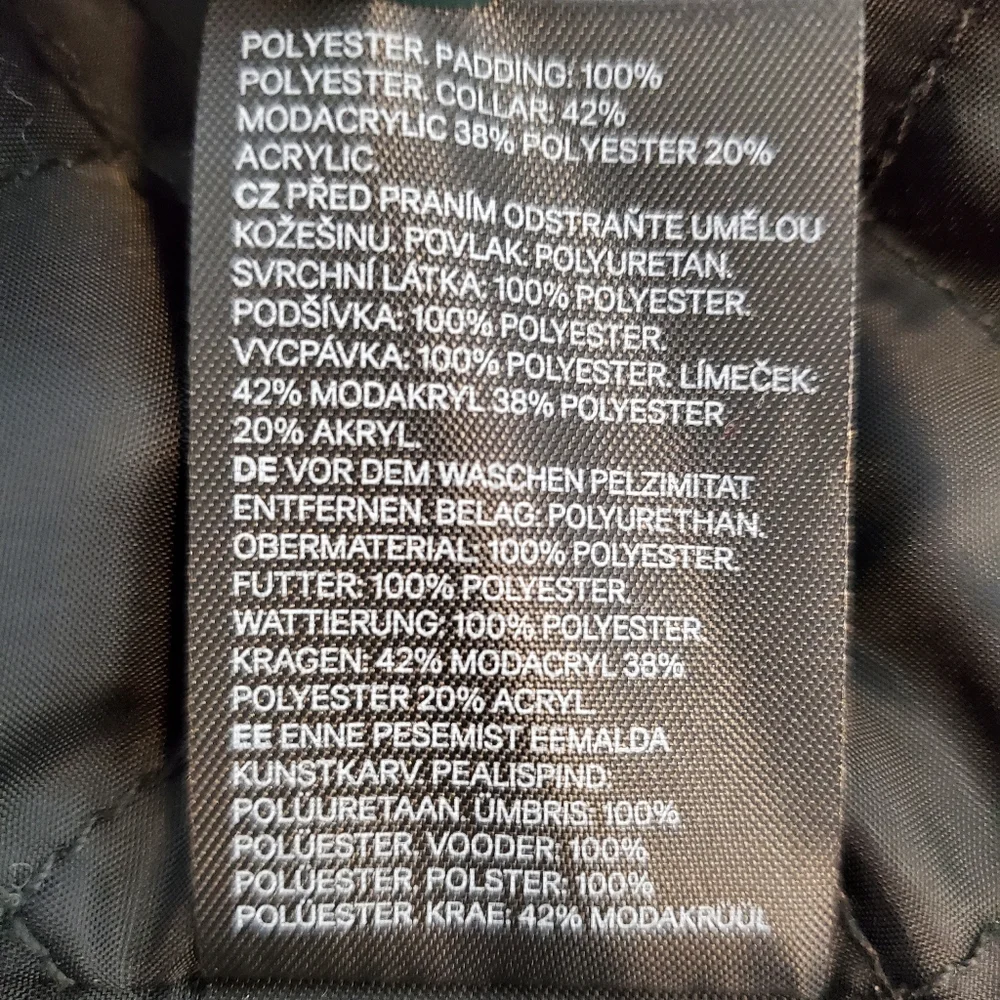 POLYESTER. PADDING: 100%
POLYESTER. COLLAR: 42%
MODACRYLIC 38% POLYESTER 20%
ACRYLIC
CZ PŘED PRANÍM ODSTRAŇTE UMĚLOU
KOŽEŠINU. POVLAK: POLYURETAN.
SVRCHNÍ LÁTKA: 100% POLYESTER.
PODŠÍVKA: 100% POLYESTER.
VYCPÁVKA: 100% POLYESTER. LÍMEČEK:
42% MODAKRYL 38% POLYESTER
20% AKRYL
DE VOR DEM WASCHEN PELZIMITAT
ENTFERNEN. BELAG: POLYURETHAN.
OBERMATERIAL: 100% POLYESTER.
FUTTER: 100% POLYESTER.
WATTIERUNG: 100% POLYESTER.
KRAGEN: 42% MODACRYL 38%
POLYESTER 20% ACRYL
EE ENNE PESEMIST EEMALDA
KUNSTKARV. PEALISPIND:
POLÜURETAAN. ÜMBRIS: 100%
POLÜESTER. VOODER: 100%
POLÜESTER. POLSTER: 100%
POLÜESTER. KRAE: 42% MODAKRÜÜL